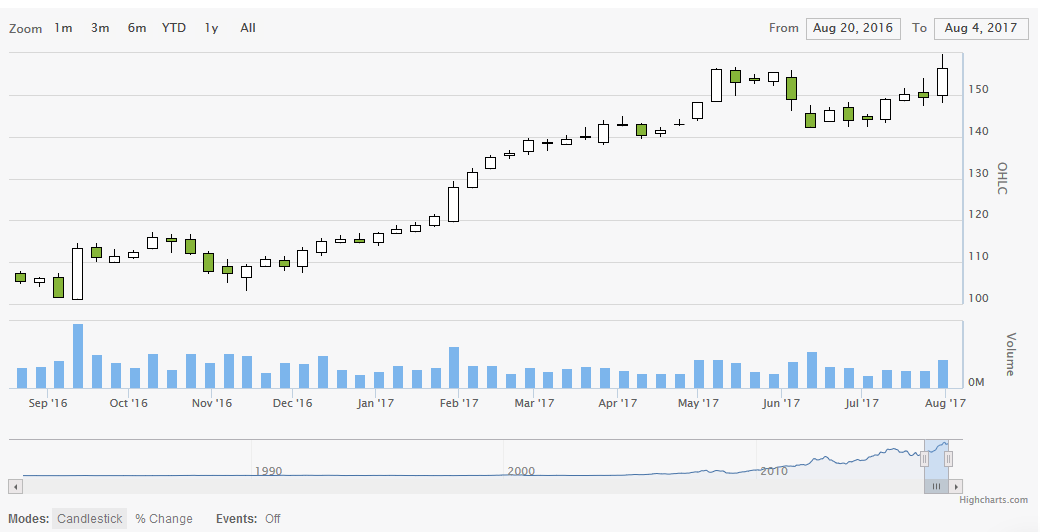 Zoom 1m 3m 6m YTD 1y All From Aug 20, 2016 To Aug 4, 2017
150
140
130
OHLC
120
110
100
Volume
0M
Sep '16 Oct '16 Nov '16 Dec '16 Jan '17 Feb '17 Mar '17 Apr '17 May '17 Jun '17 Jul '17 Aug '17
1990 2000 2010
Highcharts.com
Modes: Candlestick % Change Events: Off